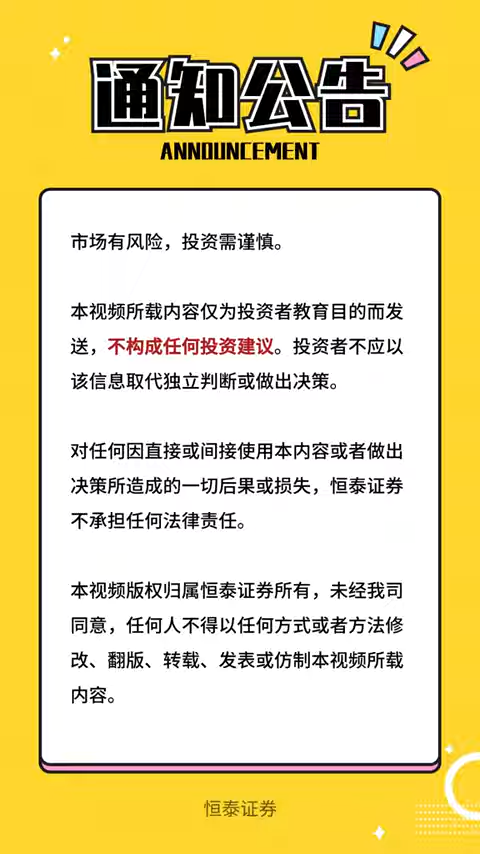 通知公告
ANNOUNCEMENT
市场有风险，投资需谨慎。
本视频所载内容仅为投资者教育目的而发
送，不构成任何投资建议。投资者不应以
该信息取代独立判断或做出决策。
对任何因直接或间接使用本内容或者做出
决策所造成的一切后果或损失，恒泰证券
不承担任何法律责任。
本视频版权归属恒泰证券所有，未经我司
同意，任何人不得以任何方式或者方法修
改、翻版、转载、发表或仿制本视频所载
内容。
恒泰证券